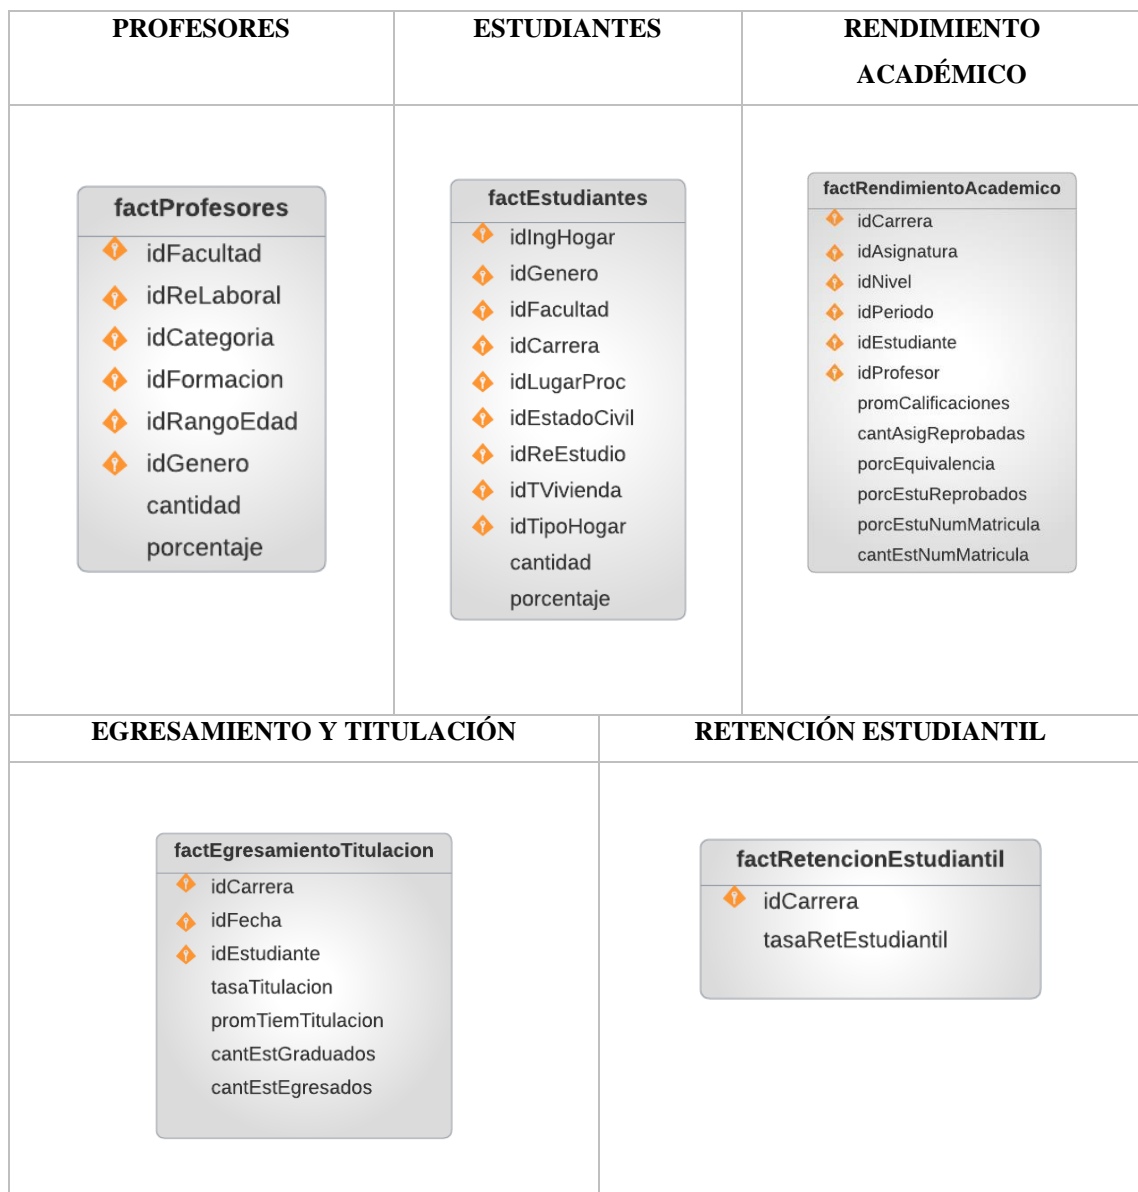 PROFESORES
ESTUDIANTES
RENDIMIENTO
ACADÉMICO
factProfesores
idFacultad
idReLaboral
idCategoria
idFormacion
idRangoEdad
idGenero
cantidad
porcentaje
factEstudiantes
idIngHogar
idGenero
idFacultad
idCarrera
idLugarProc
idEstadoCivil
idReEstudio
idTVivienda
idTipoHogar
cantidad
porcentaje
factRendimientoAcademico
idCarrera
idAsignatura
idNivel
idPeriodo
idEstudiante
idProfesor
promCalificaciones
cantAsigReprobadas
porcEquivalencia
porcEstuReprobados
porcEstuNumMatricula
cantEstNumMatricula
EGRESAMIENTO Y TITULACIÓN
RETENCIÓN ESTUDIANTIL
factEgresamientoTitulacion
idCarrera
idFecha
idEstudiante
tasaTitulacion
promTiemTitulacion
cantEstGraduados
cantEstEgresados
factRetencionEstudiantil
idCarrera
tasaRetEstudiantil